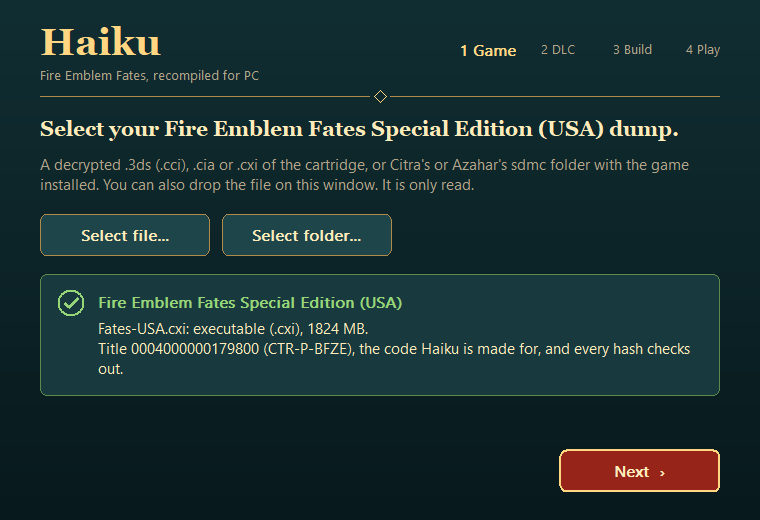 Haiku
Fire Emblem Fates, recompiled for PC
1 Game
2 DLC
3 Build
4 Play
Select your Fire Emblem Fates Special Edition (USA) dump.
A decrypted .3ds (.cci), .cia or .cxi of the cartridge, or Citra's or Azahar's sdmc folder with the game
installed. You can also drop the file on this window. It is only read.
Select file...
Select folder...
Fire Emblem Fates Special Edition (USA)
Fates-USA.cxi: executable (.cxi), 1824 MB.
Title 0004000000179800 (CTR-P-BFZE), the code Haiku is made for, and every hash checks
out.
Next ›